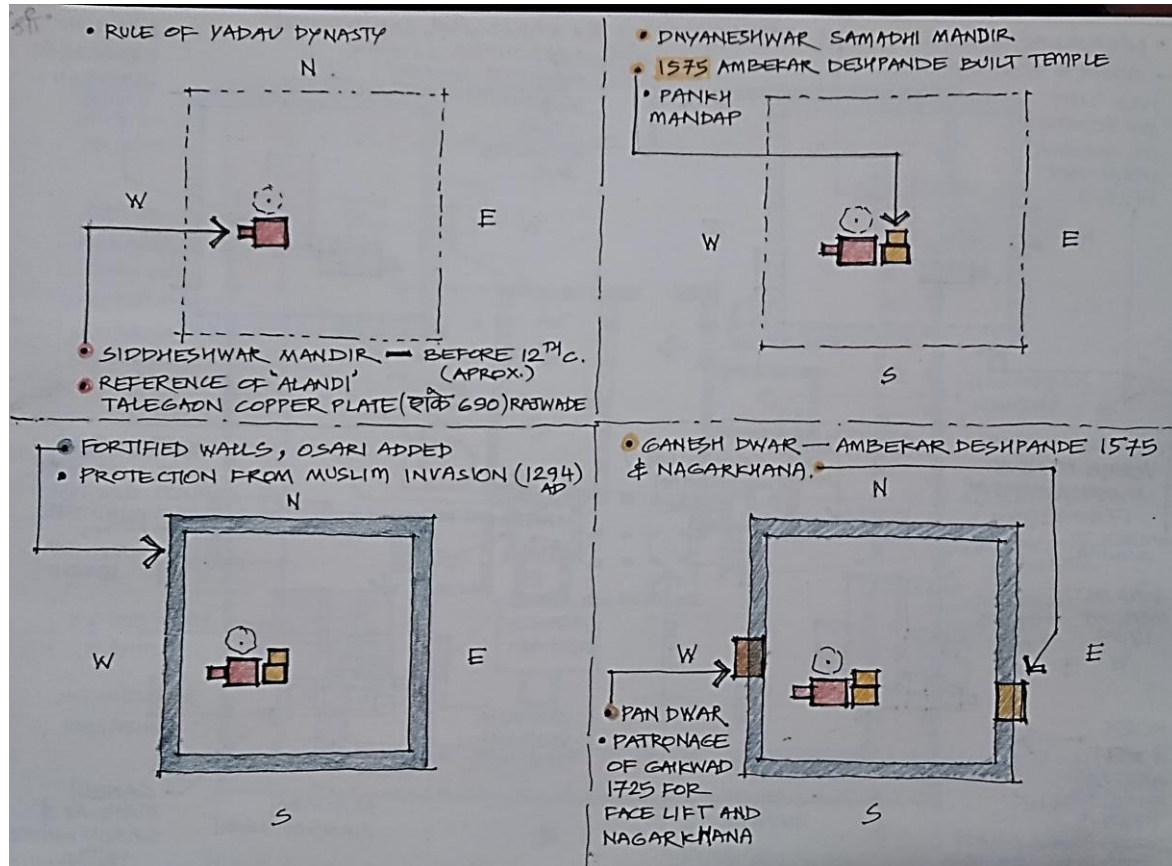 • RULE OF YADAV DYNASTY
N
W
E
• SIDDHESHWAR MANDIR — BEFORE 12TH C.
(APROX.)
• REFERENCE OF 'ALANDI'
TALEGAON COPPER PLATE (शके 690) RAJWADE
• DNYANESHWAR SAMADHI MANDIR
• 1575 AMBEKAR DESHPANDE BUILT TEMPLE
• PANKH
MANDAP
W
E
S
• FORTIFIED WALLS, OSARI ADDED
• PROTECTION FROM MUSLIM INVASION (1294)
AD
N
W
E
S
• GANESH DWAR — AMBEKAR DESHPANDE 1575
& NAGARKHANA.
N
W
E
• PAN DWAR
• PATRONAGE
OF GAIKWAD
1725 FOR
FACE LIFT AND
NAGARKHANA
S